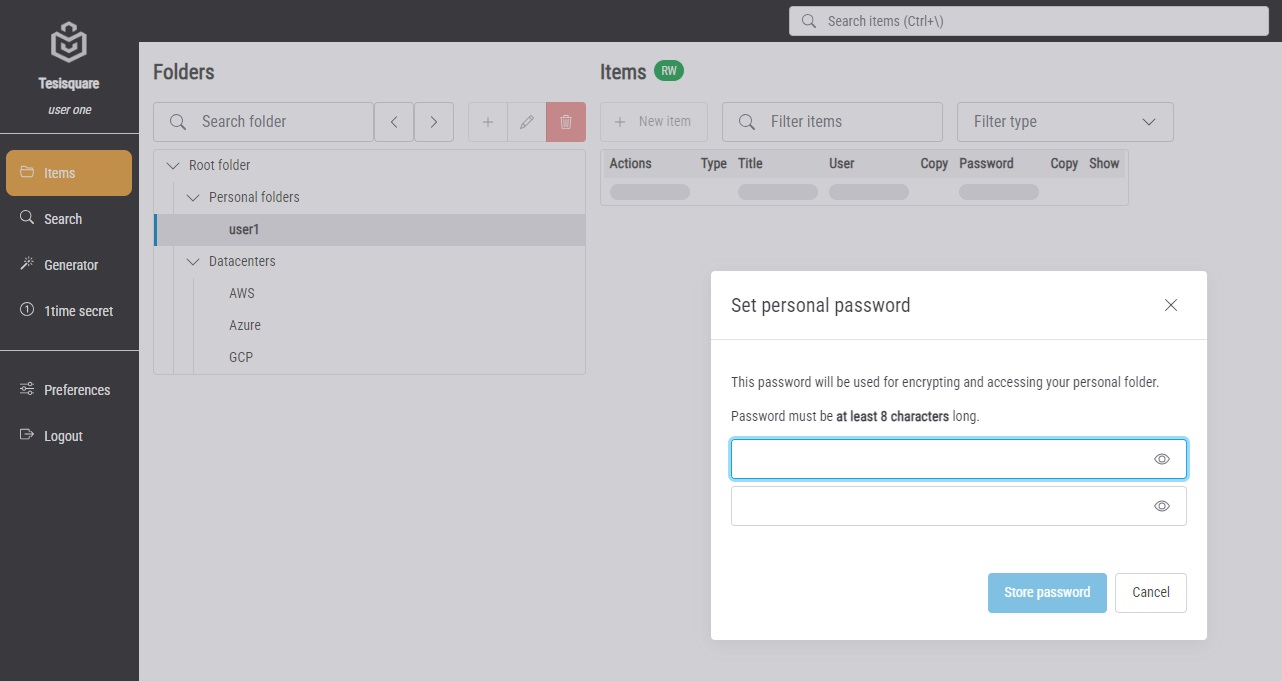 Search items (Ctrl+\)
Tesisquare
user one
Items
Search
Generator
1time secret
Preferences
Logout
Folders
Search folder
Root folder
Personal folders
user1
Datacenters
AWS
Azure
GCP
Items RW
New item
Filter items
Filter type
Actions Type Title User Copy Password Copy Show
Set personal password
This password will be used for encrypting and accessing your personal folder.
Password must be at least 8 characters long.
Store password
Cancel